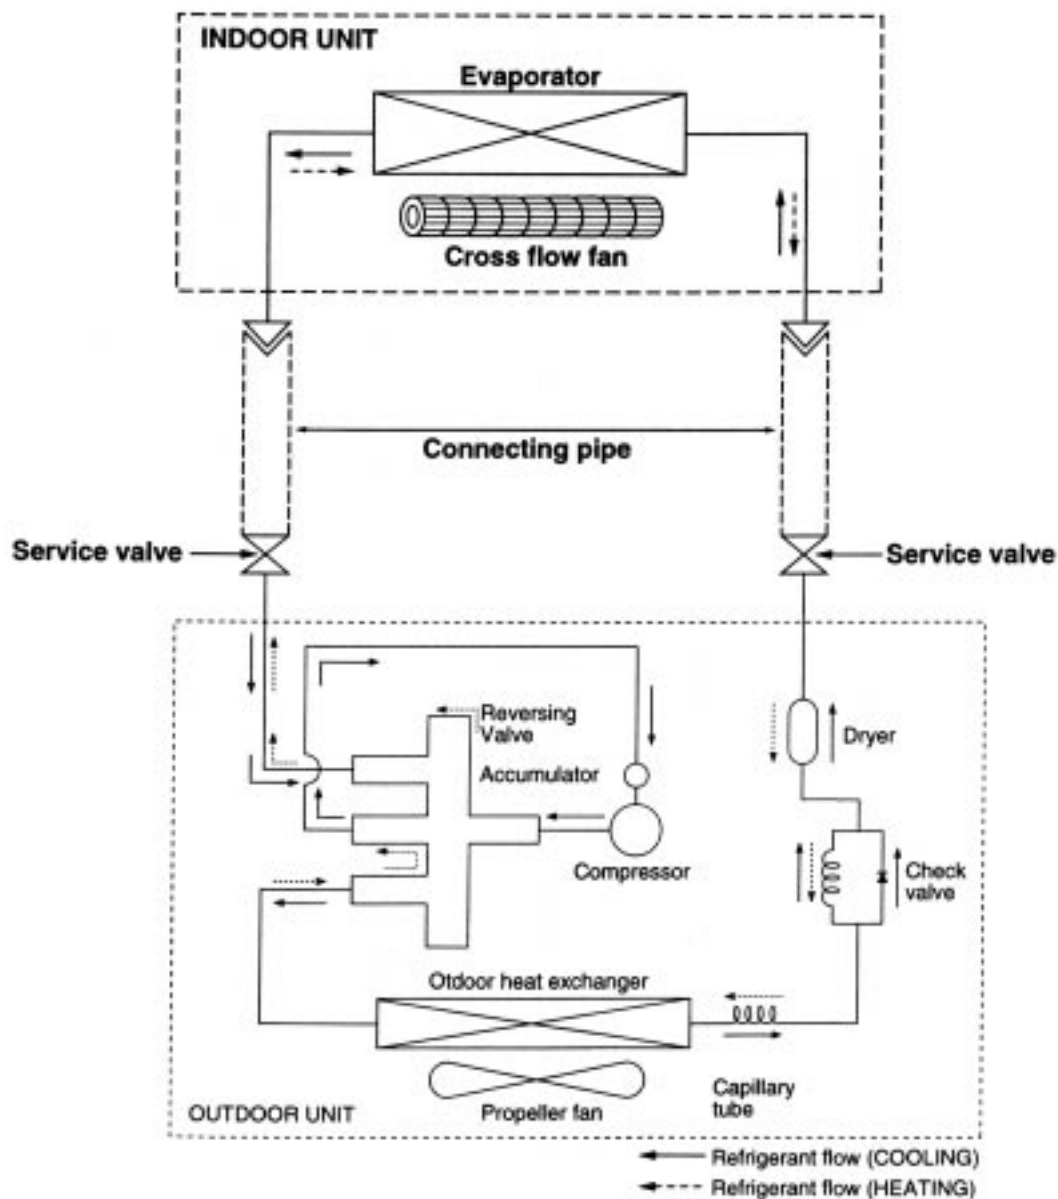 INDOOR UNIT
Evaporator
Cross flow fan
Connecting pipe
Service valve
Service valve
Reversing
Valve
Accumulator
Dryer
Compressor
Check
valve
Otdoor heat exchanger
Capillary
tube
Propeller fan
OUTDOOR UNIT
Refrigerant flow (COOLING)
Refrigerant flow (HEATING)